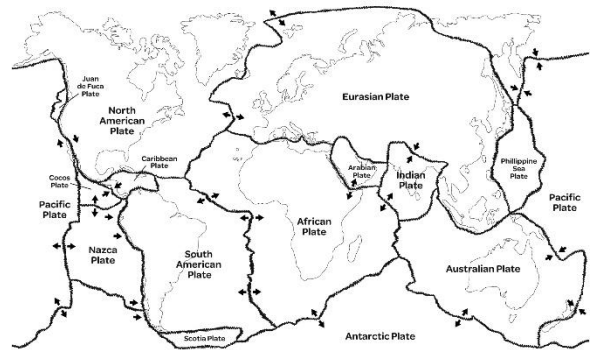 Juan
de Fuca
Plate
North
American
Plate
Eurasian Plate
Caribbean
Plate
Cocos
Plate
Pacific
Plate
Arabian
Plate
Indian
Plate
Phillippine
Sea
Plate
Pacific
Plate
Nazca
Plate
South
American
Plate
African
Plate
Australian Plate
Scotia Plate
Antarctic Plate